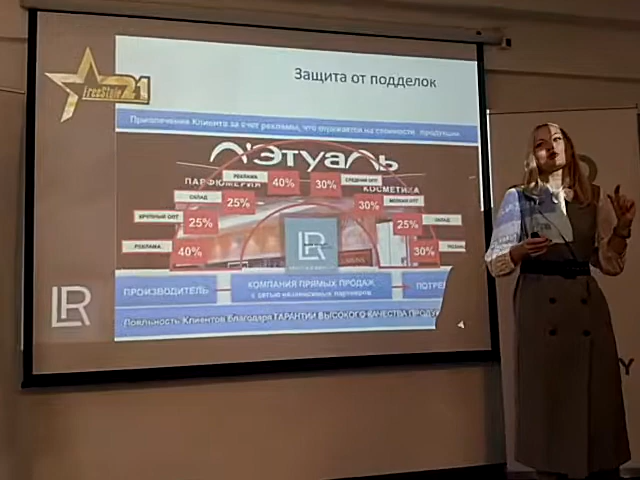 Защита от подделок
FreeStyle 21
Привлечение Клиента за счет рекламы, что отражается на стоимости продукции
Л'Этуаль
ПАРФЮМЕРИЯ КОСМЕТИКА
РЕКЛАМА 40% 30% СРЕДНИЙ ОПТ
СКЛАД 25% 30% МЕЛКИЙ ОПТ
КРУПНЫЙ ОПТ 25% 25% СКЛАД
РЕКЛАМА 40% 30%
LR
ПРОИЗВОДИТЕЛЬ
КОМПАНИЯ ПРЯМЫХ ПРОДАЖ
с сетью независимых партнеров
Лояльность Клиентов благодаря ГАРАНТИИ ВЫСОКОГО КАЧЕСТВА
LR
Y